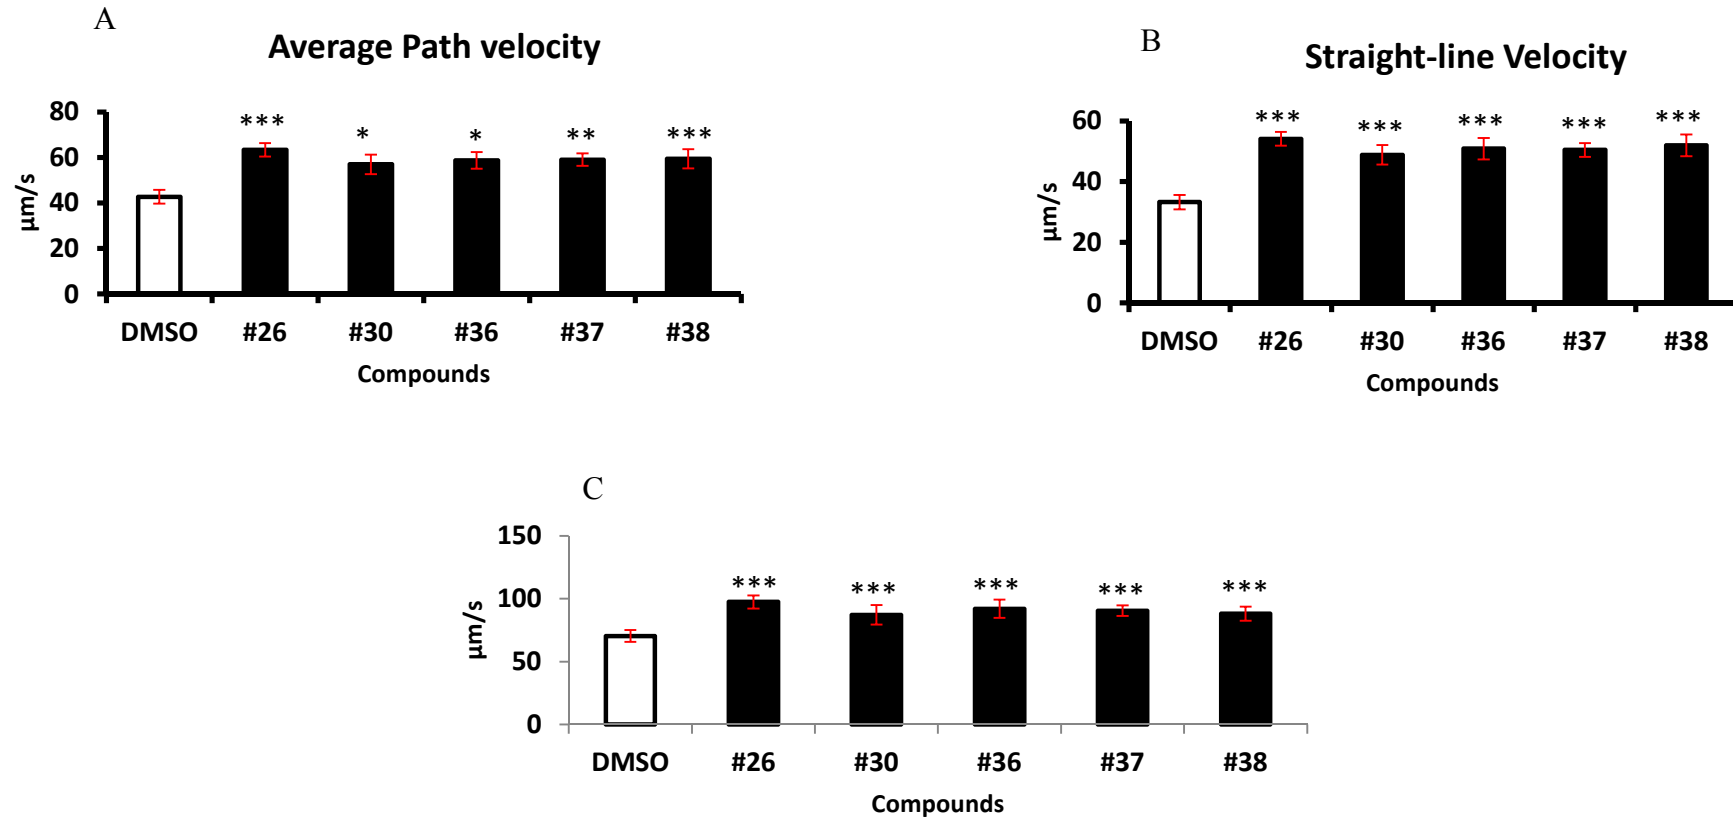 A
Average Path velocity
80
60
40
20
0
µm/s
*** * * ** ***
DMSO #26 #30 #36 #37 #38
Compounds
B
Straight-line Velocity
60
40
20
0
µm/s
*** *** *** *** ***
DMSO #26 #30 #36 #37 #38
Compounds
C
150
100
50
0
µm/s
*** *** *** *** ***
DMSO #26 #30 #36 #37 #38
Compounds